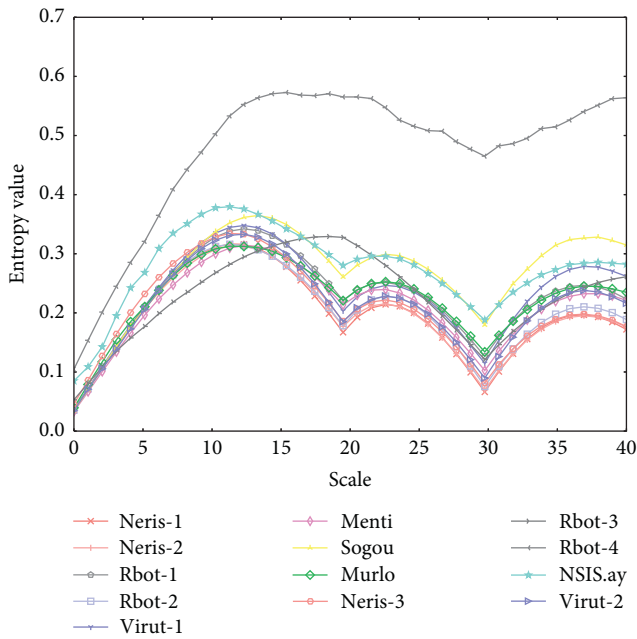 0.7
0.6
0.5
0.4
0.3
0.2
0.1
0.0
Entropy value
0 5 10 15 20 25 30 35 40
Scale
Neris-1
Neris-2
Rbot-1
Rbot-2
Virut-1
Menti
Sogou
Murlo
Neris-3
Rbot-3
Rbot-4
NSIS.ay
Virut-2